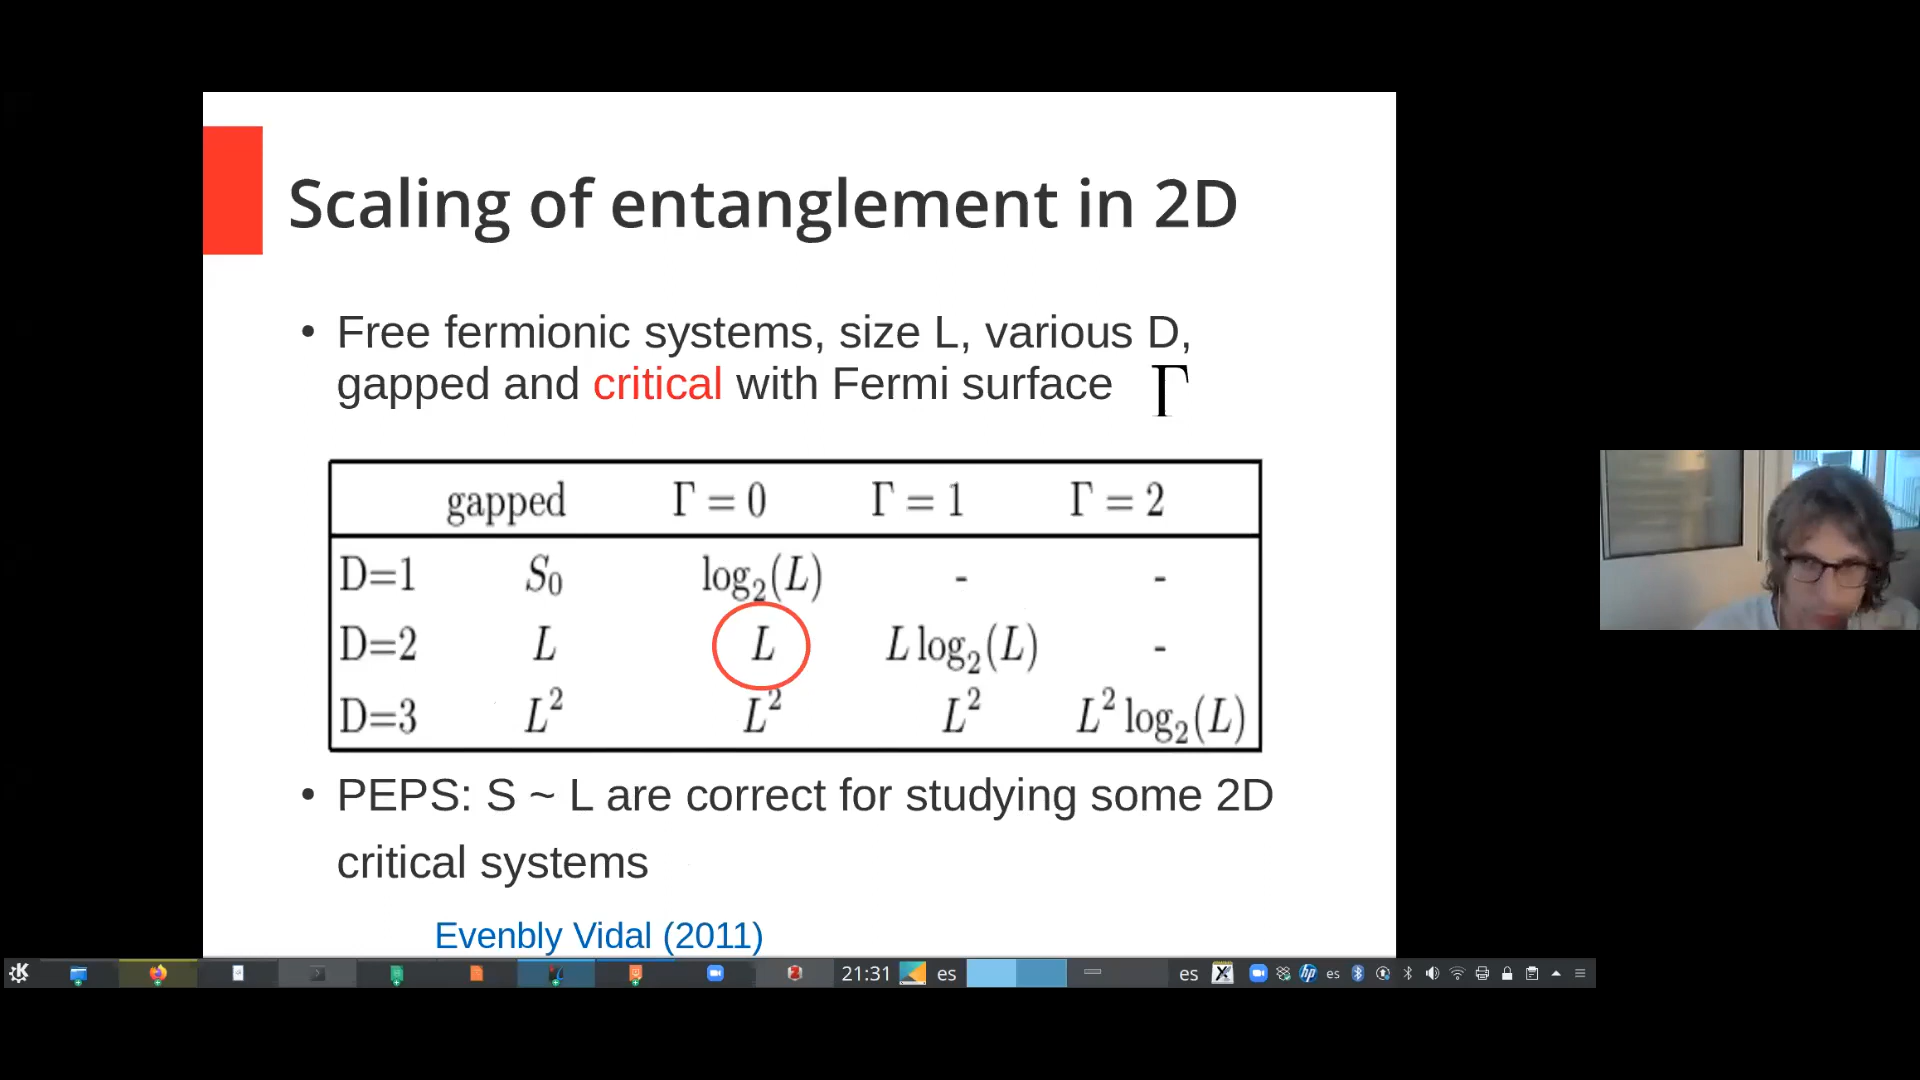 Scaling of entanglement in 2D
• Free fermionic systems, size L, various D,
gapped and critical with Fermi surface Γ
gapped Γ = 0 Γ = 1 Γ = 2
D=1 S₀ log₂(L) - -
D=2 L L L log₂(L) -
D=3 L² L² L² L² log₂(L)
• PEPS: S ~ L are correct for studying some 2D
critical systems
Evenbly Vidal (2011)
21:31 es es es